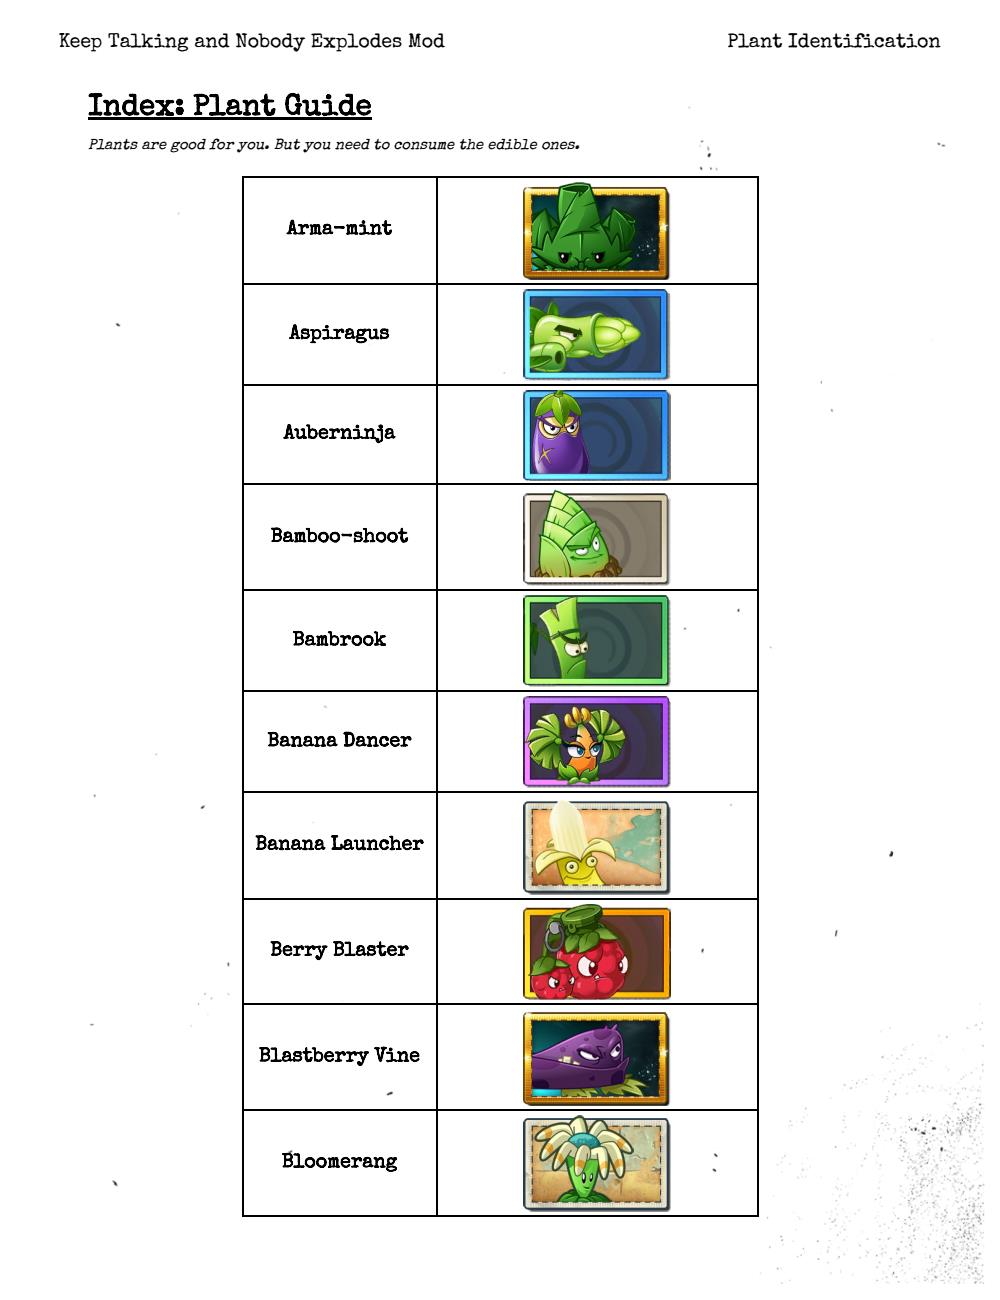 Keep Talking and Nobody Explodes Mod
Plant Identification
Index: Plant Guide
Plants are good for you. But you need to consume the edible ones.
Arma-mint
Aspiragus
Auberninja
Bamboo-shoot
Bambrook
Banana Dancer
Banana Launcher
Berry Blaster
Blastberry Vine
Bloomerang